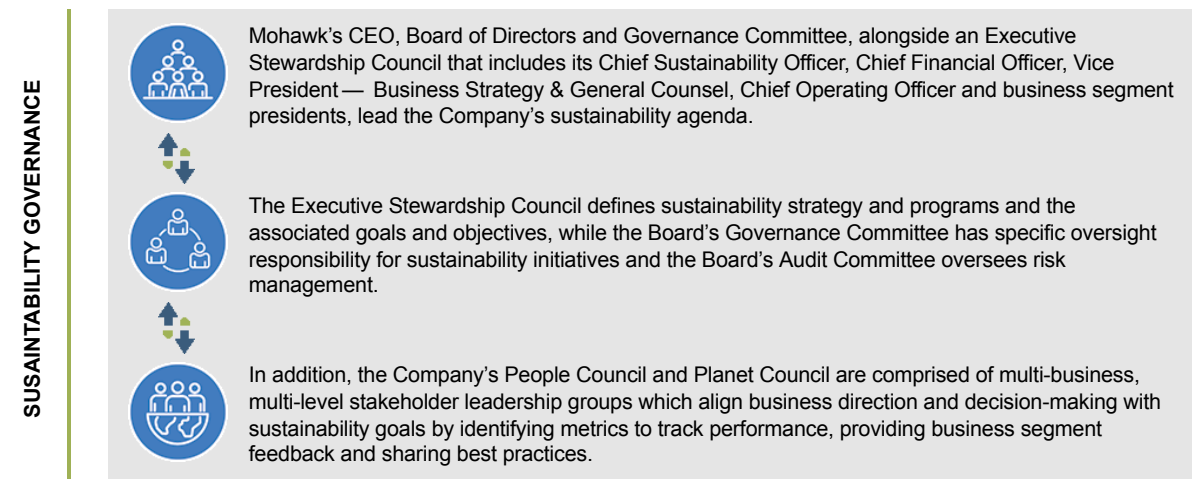 SUSAINTABILITY GOVERNANCE
Mohawk’s CEO, Board of Directors and Governance Committee, alongside an Executive
Stewardship Council that includes its Chief Sustainability Officer, Chief Financial Officer, Vice
President — Business Strategy & General Counsel, Chief Operating Officer and business segment
presidents, lead the Company’s sustainability agenda.
The Executive Stewardship Council defines sustainability strategy and programs and the
associated goals and objectives, while the Board’s Governance Committee has specific oversight
responsibility for sustainability initiatives and the Board’s Audit Committee oversees risk
management.
In addition, the Company’s People Council and Planet Council are comprised of multi-business,
multi-level stakeholder leadership groups which align business direction and decision-making with
sustainability goals by identifying metrics to track performance, providing business segment
feedback and sharing best practices.